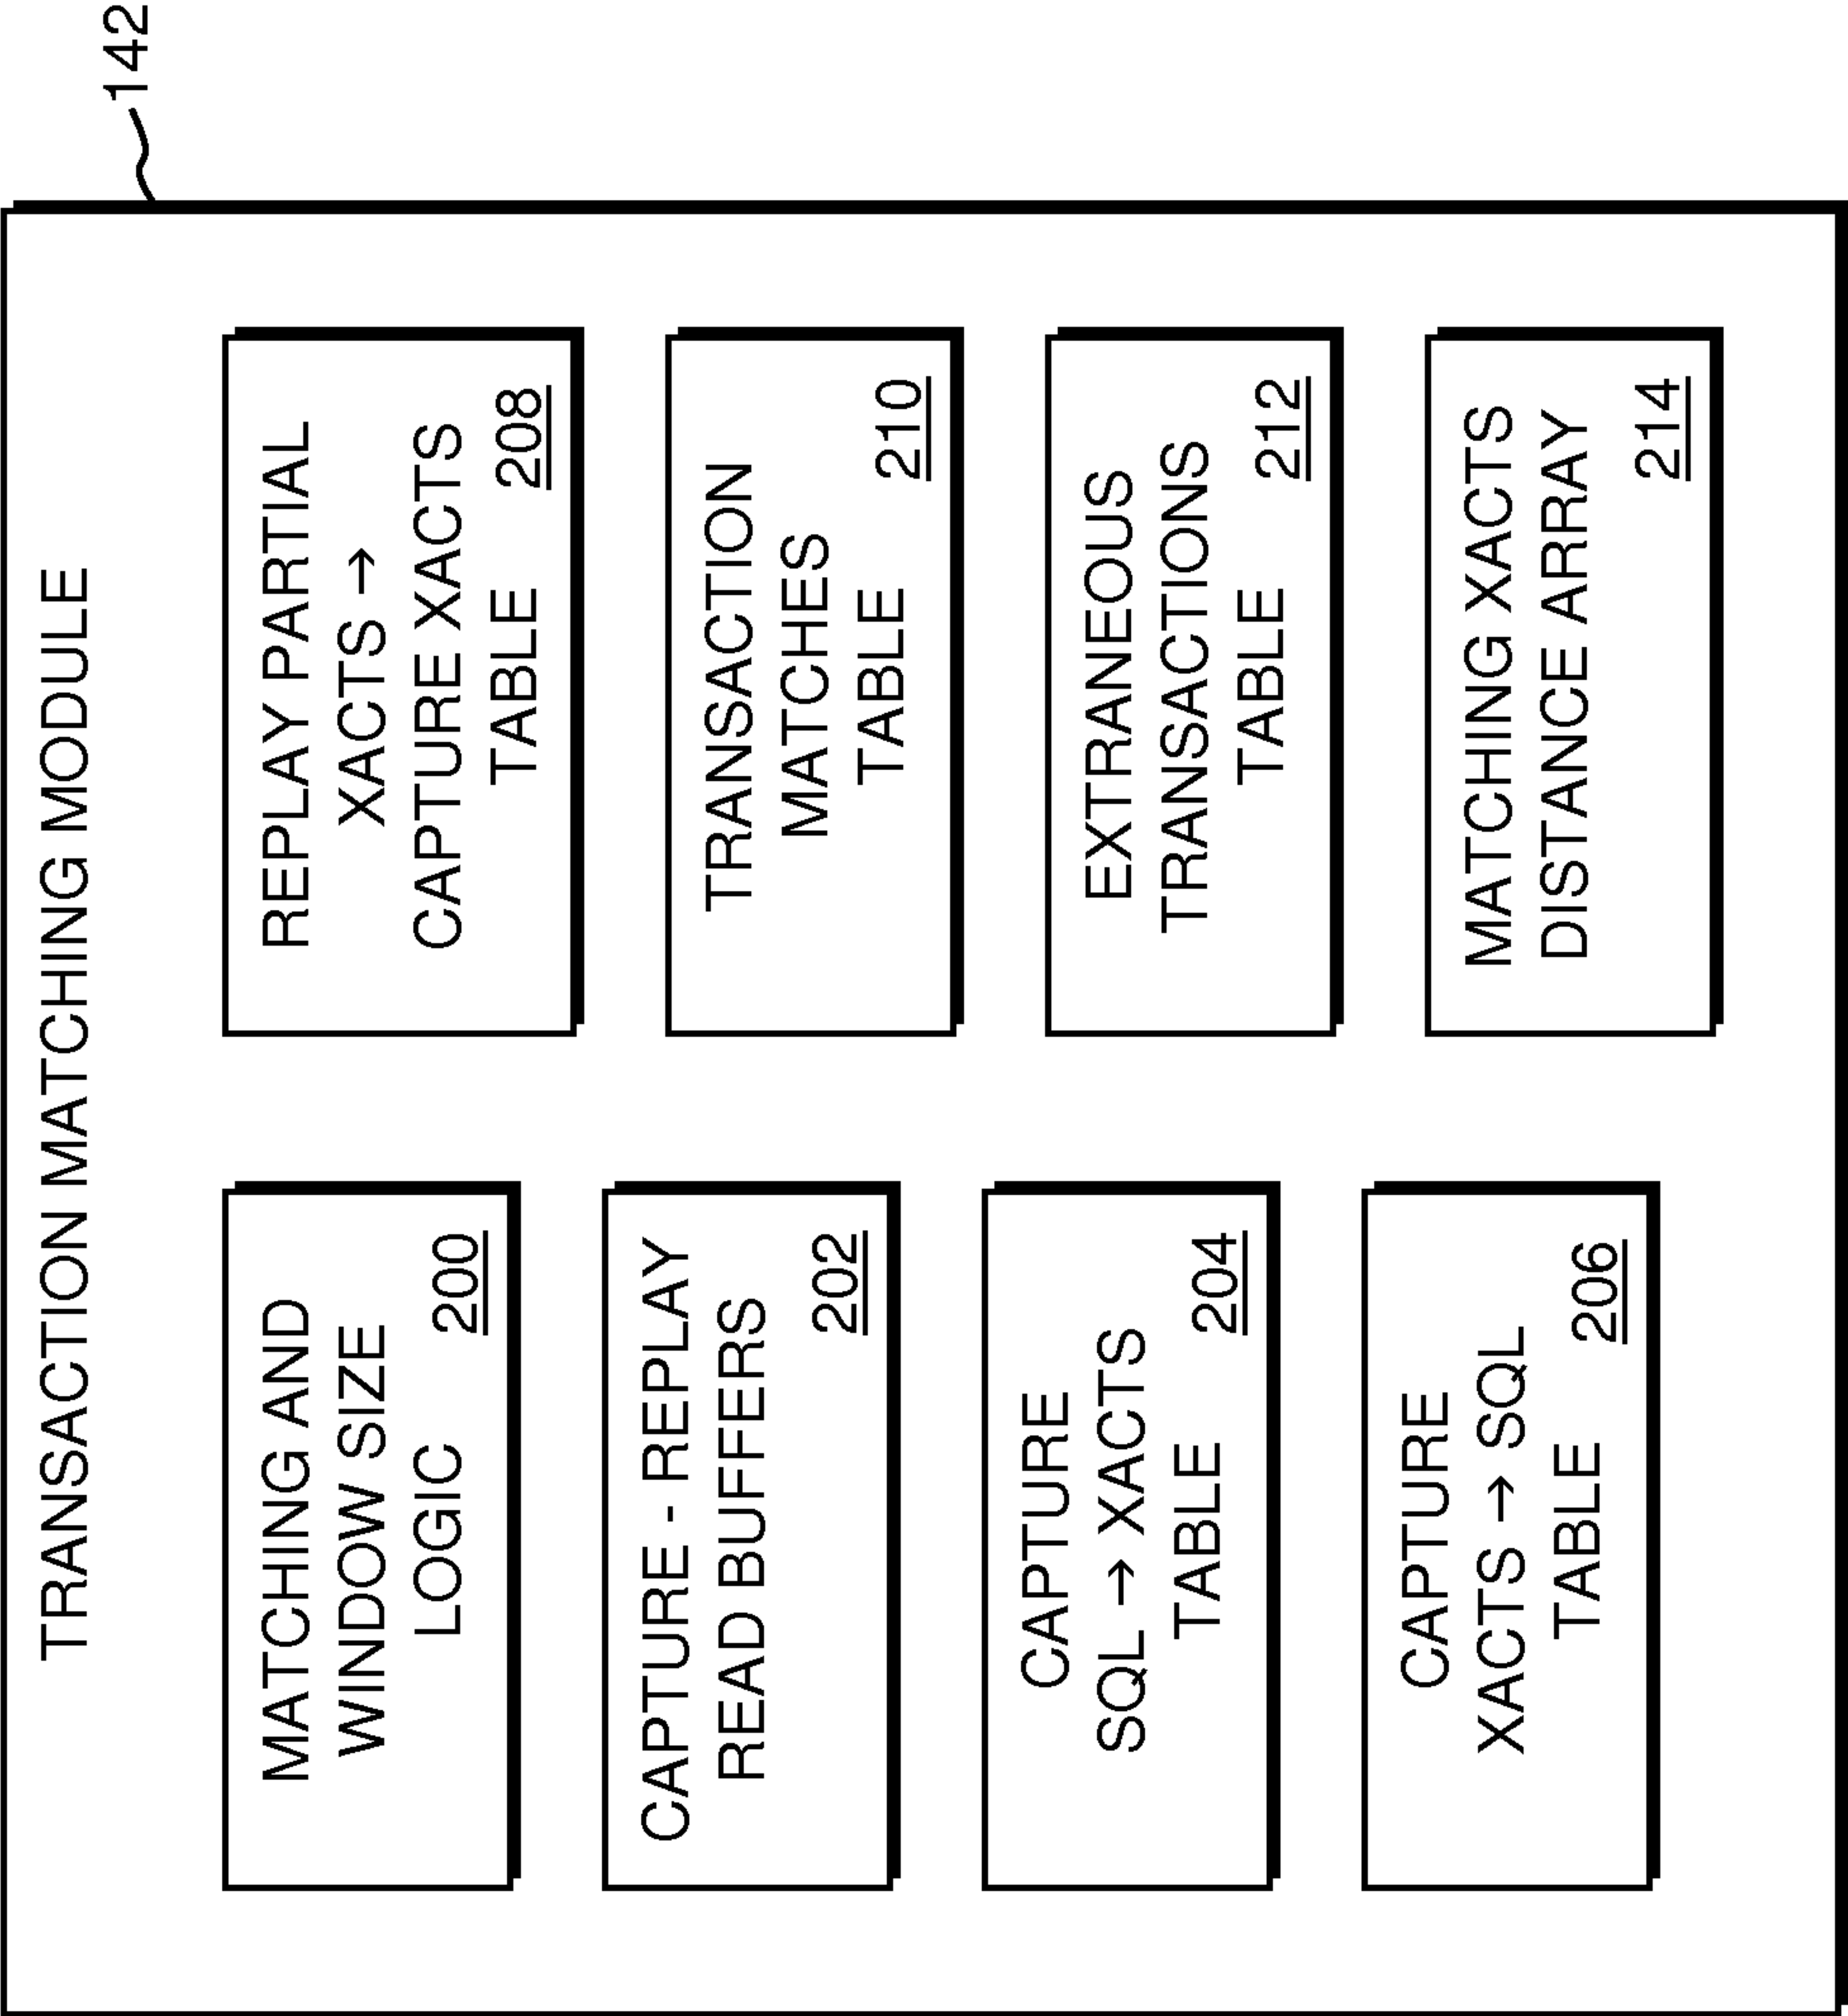 142
TRANSACTION MATCHING MODULE
MATCHING AND
WINDOW SIZE
LOGIC
200
CAPTURE - REPLAY
READ BUFFERS
202
CAPTURE
SQL → XACTS
TABLE
204
CAPTURE
XACTS → SQL
TABLE
206
REPLAY PARTIAL
XACTS →
CAPTURE XACTS
TABLE
208
TRANSACTION
MATCHES
TABLE
210
EXTRANEOUS
TRANSACTIONS
TABLE
212
MATCHING XACTS
DISTANCE ARRAY
214